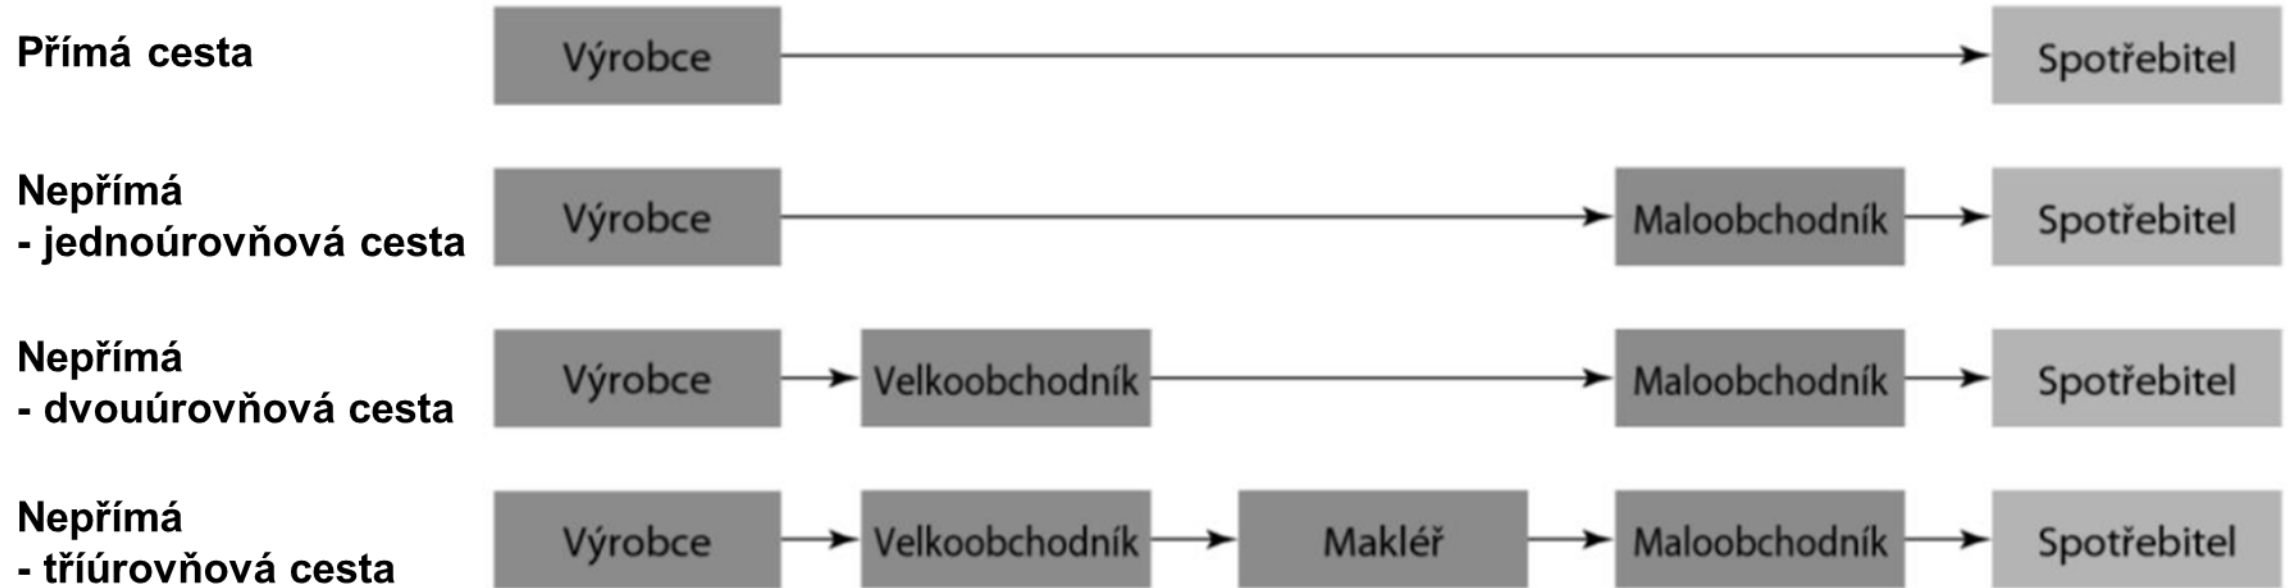 Přímá cesta
Výrobce
Spotřebitel
Nepřímá
- jednoúrovňová cesta
Výrobce
Maloobchodník
Spotřebitel
Nepřímá
- dvouúrovňová cesta
Výrobce
Velkoobchodník
Maloobchodník
Spotřebitel
Nepřímá
- tříúrovňová cesta
Výrobce
Velkoobchodník
Makléř
Maloobchodník
Spotřebitel